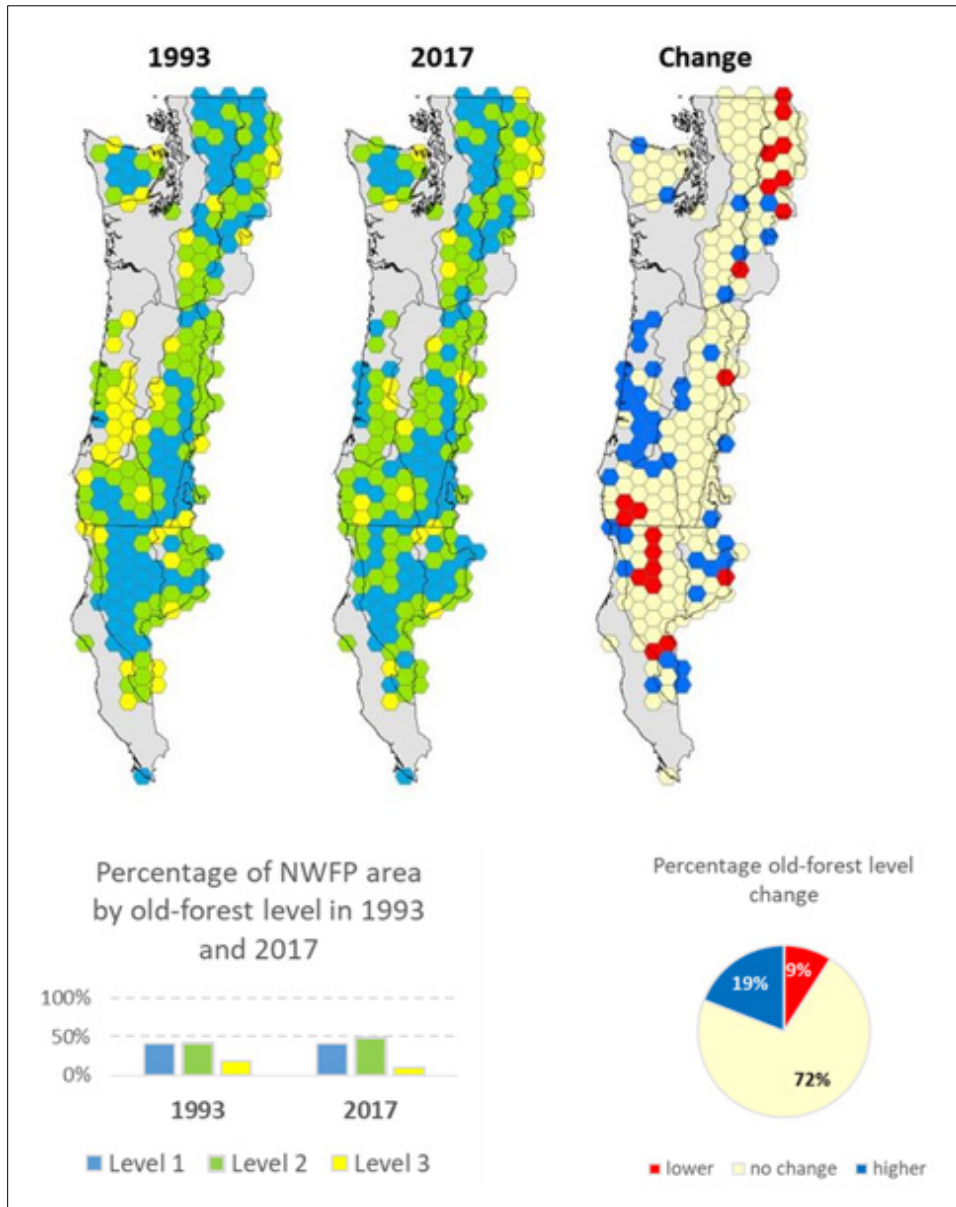 1993 2017 Change
Percentage of NWFP area
by old-forest level in 1993
and 2017
100%
50%
0%
1993 2017
Level 1 Level 2 Level 3
Percentage old-forest level
change
19% 9%
72%
lower no change higher